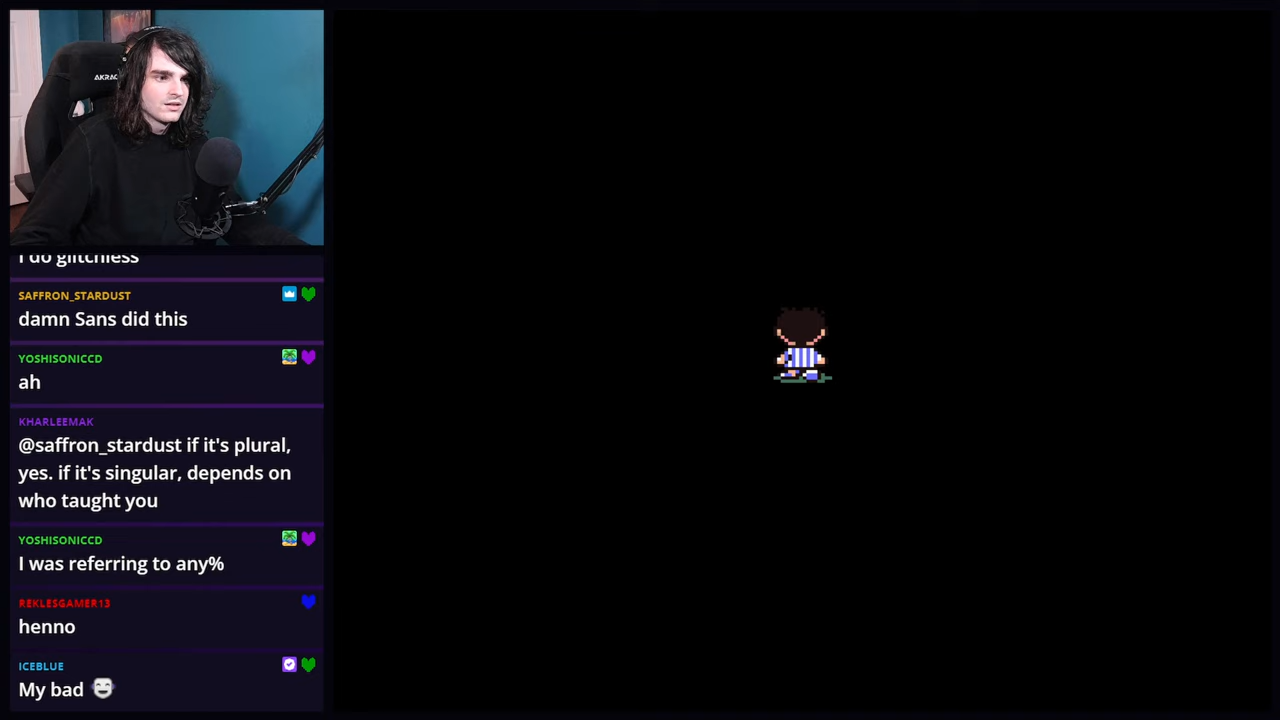 AKRAC
I do glitchless
SAFFRON_STARDUST
damn Sans did this
YOSHISONICCD
ah
KHARLEEMAK
@saffron_stardust if it's plural,
yes. if it's singular, depends on
who taught you
YOSHISONICCD
I was referring to any%
REKLESGAMER13
henno
ICEBLUE
My bad